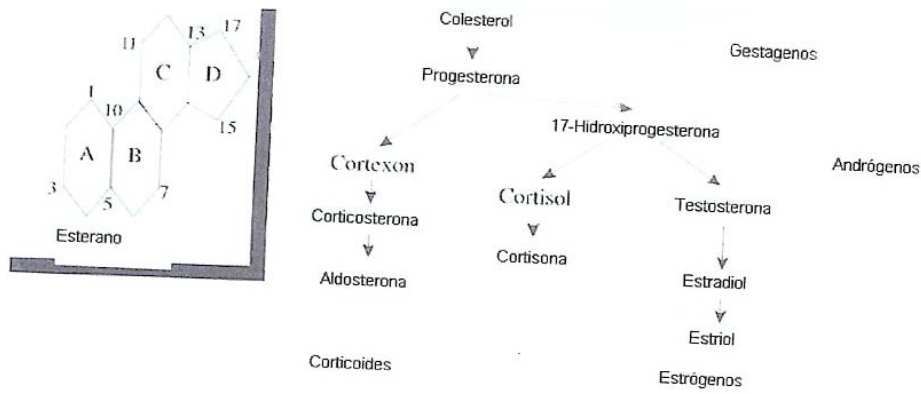 11
13
17
C
D
1
10
15
A
B
3
5
7
Esterano
Colesterol
Gestagenos
Progesterona
17-Hidroxiprogesterona
Andrógenos
Cortexon
Cortisol
Testosterona
Corticosterona
Cortisona
Aldosterona
Estradiol
Estriol
Corticoides
Estrógenos